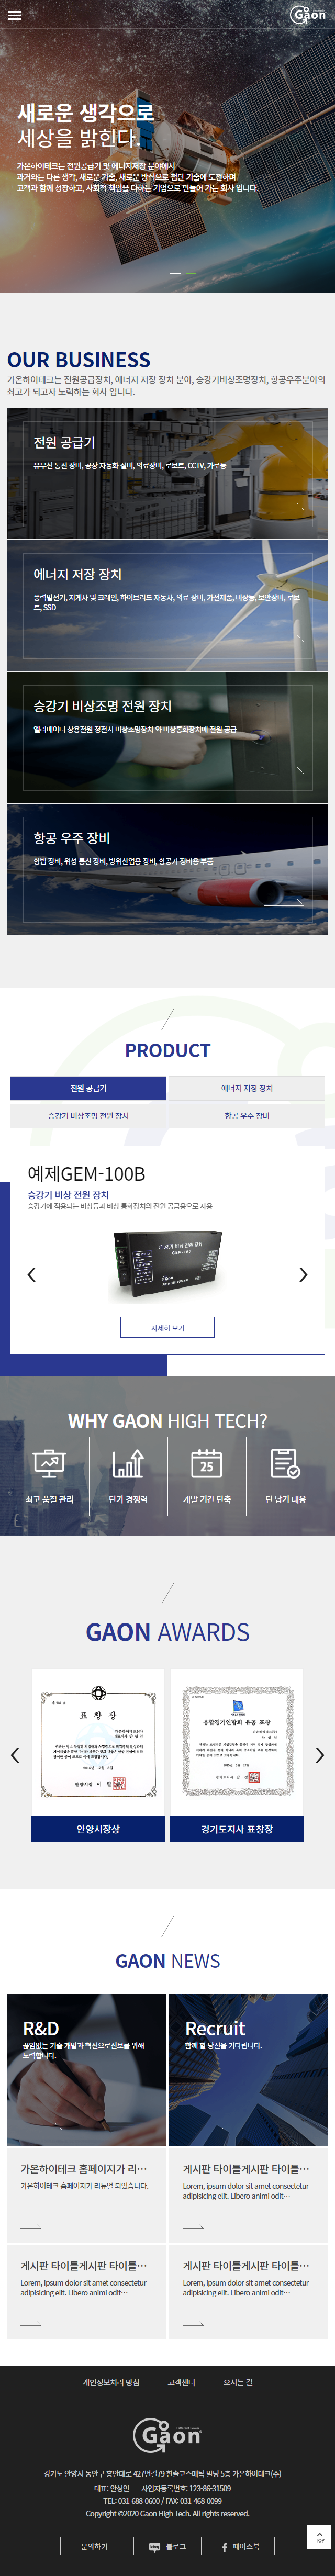 Gaon
새로운 생각으로
세상을 밝힌다.
가온하이테크는 전원공급기 및 에너지저장 분야에서
과거와는 다른 생각, 새로운 기술, 새로운 방식으로 첨단 기술에 도전하며
고객과 함께 성장하고, 사회적 책임을 다하는 기업으로 만들어 가는 회사 입니다.
OUR BUSINESS
가온하이테크는 전원공급장치, 에너지 저장 장치 분야, 승강기비상조명장치, 항공우주분야의
최고가 되고자 노력하는 회사 입니다.
전원 공급기
유무선 통신 장비, 공장 자동화 설비, 의료장비, 로보트, CCTV, 가로등
에너지 저장 장치
풍력발전기, 지게차 및 크레인, 하이브리드 자동차, 의료 장비, 가전제품, 비상등, 보안장비, 로보
트, SSD
승강기 비상조명 전원 장치
엘리베이터 상용전원 정전시 비상조명장치 와 비상통화장치에 전원 공급
항공 우주 장비
헝법 장비, 위성 통신 장비, 방위산업용 장비, 항공기 정비용 부품
PRODUCT
전원 공급기
에너지 저장 장치
승강기 비상조명 전원 장치
항공 우주 장비
예제GEM-100B
승강기 비상 전원 장치
승강기에 적용되는 비상등과 비상 통화장치의 전원 공급용으로 사용
승강기 비상 전원 장치
자세히 보기
WHY GAON HIGH TECH?
25
최고 품질 관리
단가 경쟁력
개발 기간 단축
단 납기 대응
GAON AWARDS
표 창 장
융합경기연합회 유공 표창
안양시장상
경기도지사 표창장
GAON NEWS
R&D
끊임없는 기술 개발과 혁신으로진보를 위해
노력합니다.
Recruit
함께 할 당신을 기다립니다.
가온하이테크 홈페이지가 리…
가온하이테크 홈페이지가 리뉴얼 되었습니다.
게시판 타이틀게시판 타이틀…
Lorem, ipsum dolor sit amet consectetur
adipisicing elit. Libero animi odit…
게시판 타이틀게시판 타이틀…
Lorem, ipsum dolor sit amet consectetur
adipisicing elit. Libero animi odit…
게시판 타이틀게시판 타이틀…
Lorem, ipsum dolor sit amet consectetur
adipisicing elit. Libero animi odit…
개인정보처리 방침 | 고객센터 | 오시는 길
Gaon
경기도 안양시 동안구 흥안대로 427번길79 한솔코스메틱 빌딩 5층 가온하이테크(주)
대표: 안성민 사업자등록번호: 123-86-31509
TEL: 031-688-0600 / FAX: 031-468-0099
Copyright ©2020 Gaon High Tech. All rights reserved.
문의하기
블로그
페이스북
TOP